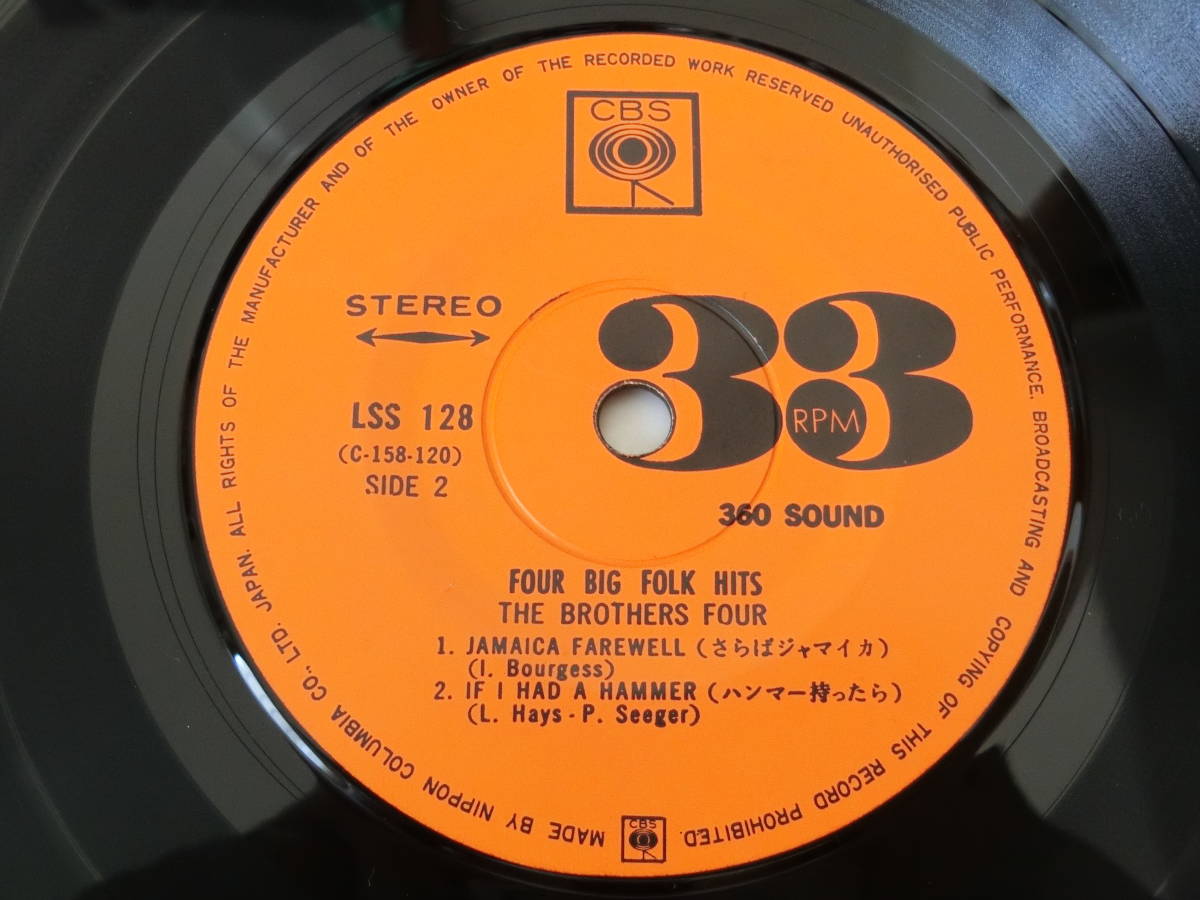 CBS
STEREO
33
RPM
LSS 128
(C-158-120)
SIDE 2
360 SOUND
FOUR BIG FOLK HITS
THE BROTHERS FOUR
1. JAMAICA FAREWELL (さらばジャマイカ)
(I. Bourgess)
2. IF I HAD A HAMMER (ハンマー持ったら)
(L. Hays - P. Seeger)
MADE BY NIPPON COLUMBIA CO., LTD. JAPAN. ALL RIGHTS OF THE MANUFACTURER AND OF THE OWNER OF THE RECORDED WORK RESERVED UNAUTHORISED PUBLIC PERFORMANCE, BROADCASTING AND COPYING OF THIS RECORD PROHIBITED.
CBS